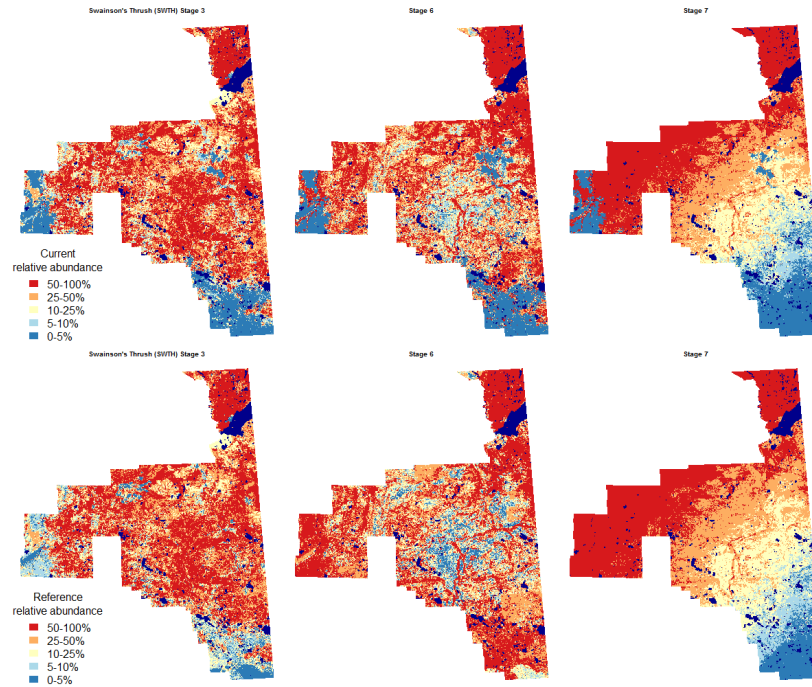 Swainson's Thrush (SWTH) Stage 3
Stage 6
Stage 7
Current
relative abundance
50-100%
25-50%
10-25%
5-10%
0-5%
Swainson's Thrush (SWTH) Stage 3
Stage 6
Stage 7
Reference
relative abundance
50-100%
25-50%
10-25%
5-10%
0-5%